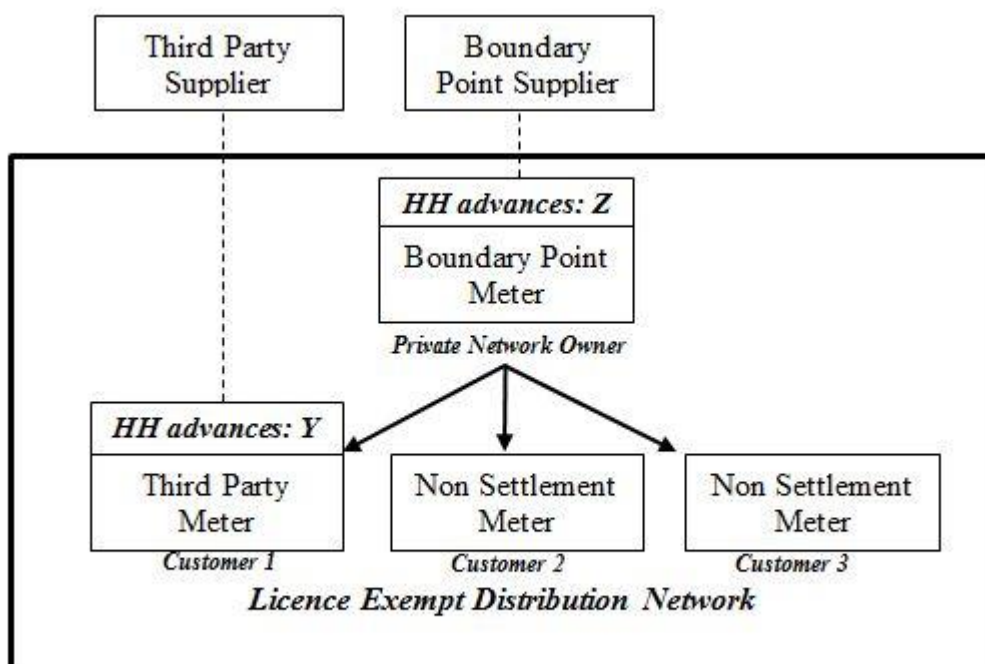 Third Party
Supplier
Boundary
Point Supplier
HH advances: Z
Boundary Point
Meter
Private Network Owner
HH advances: Y
Third Party
Meter
Customer 1
Non Settlement
Meter
Customer 2
Non Settlement
Meter
Customer 3
Licence Exempt Distribution Network